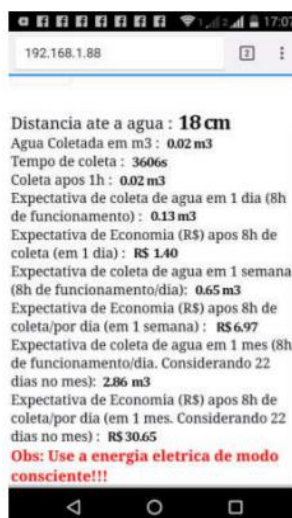 17:07
192.168.1.88
2
Distancia ate a agua : 18 cm
Agua Coletada em m3 : 0.02 m3
Tempo de coleta : 3606s
Coleta apos 1h : 0.02 m3
Expectativa de coleta de agua em 1 dia (8h
de funcionamento) : 0.13 m3
Expectativa de Economia (R$) apos 8h de
coleta (em 1 dia) : R$ 1.40
Expectativa de coleta de agua em 1 semana
(8h de funcionamento/dia): 0.65 m3
Expectativa de Economia (R$) apos 8h de
coleta/por dia (em 1 semana) : R$ 6.97
Expectativa de coleta de agua em 1 mes (8h
de funcionamento/dia. Considerando 22
dias no mes): 2.86 m3
Expectativa de Economia (R$) apos 8h de
coleta/por dia (em 1 mes. Considerando 22
dias no mes) : R$ 30.65
Obs: Use a energia eletrica de modo
consciente!!!